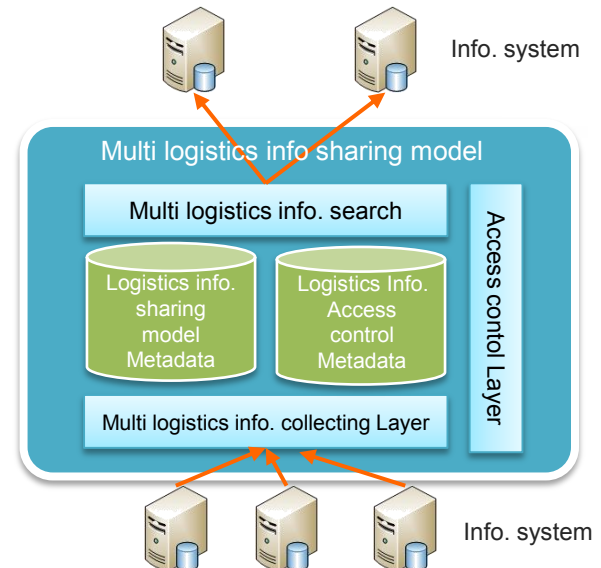 Info. system
Multi logistics info sharing model
Multi logistics info. search
Logistics info.
sharing
model
Metadata
Logistics Info.
Access
control
Metadata
Access contol Layer
Multi logistics info. collecting Layer
Info. system